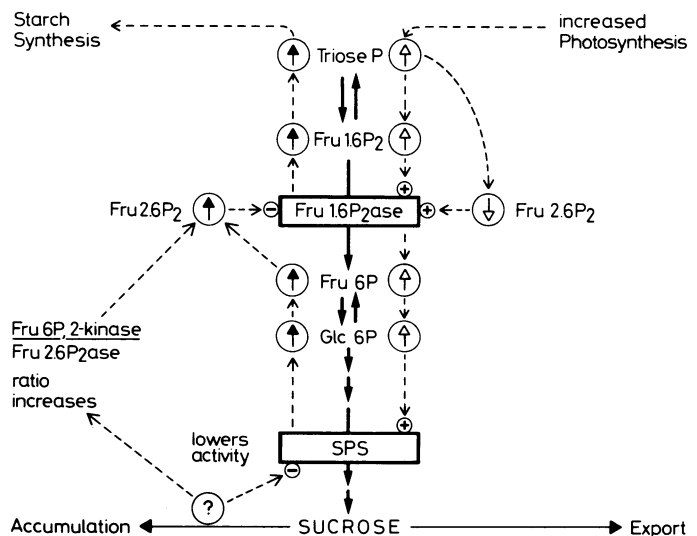 Starch
Synthesis
increased
Photosynthesis
Triose P
Fru 1.6P₂
Fru 2.6P₂
Fru 1.6P₂ase
Fru 2.6P₂
Fru 6P
Glc 6P
Fru 6P, 2-kinase
Fru 2.6P₂ase
ratio
increases
lowers
activity
SPS
?
Accumulation
SUCROSE
Export